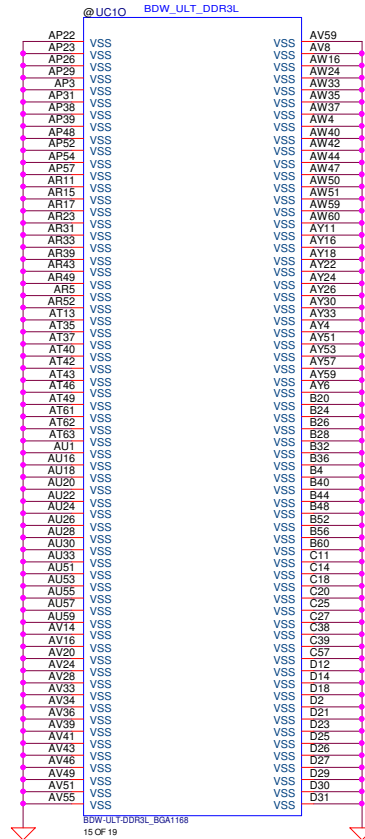 @UC1O BDW_ULT_DDR3L
AP22 VSS VSS AV59
AP23 VSS VSS AV8
AP26 VSS VSS AW16
AP29 VSS VSS AW24
AP3 VSS VSS AW33
AP31 VSS VSS AW35
AP38 VSS VSS AW37
AP39 VSS VSS AW4
AP48 VSS VSS AW40
AP52 VSS VSS AW42
AP54 VSS VSS AW44
AP57 VSS VSS AW47
AR11 VSS VSS AW50
AR15 VSS VSS AW51
AR17 VSS VSS AW59
AR23 VSS VSS AW60
AR31 VSS VSS AY11
AR33 VSS VSS AY16
AR39 VSS VSS AY18
AR43 VSS VSS AY22
AR49 VSS VSS AY24
AR5 VSS VSS AY26
AR52 VSS VSS AY30
AT13 VSS VSS AY33
AT35 VSS VSS AY4
AT37 VSS VSS AY51
AT40 VSS VSS AY53
AT42 VSS VSS AY57
AT43 VSS VSS AY59
AT46 VSS VSS AY6
AT49 VSS VSS B20
AT61 VSS VSS B24
AT62 VSS VSS B26
AT63 VSS VSS B28
AU1 VSS VSS B32
AU16 VSS VSS B36
AU18 VSS VSS B4
AU20 VSS VSS B40
AU22 VSS VSS B44
AU24 VSS VSS B48
AU26 VSS VSS B52
AU28 VSS VSS B56
AU30 VSS VSS B60
AU33 VSS VSS C11
AU51 VSS VSS C14
AU53 VSS VSS C18
AU55 VSS VSS C20
AU57 VSS VSS C25
AU59 VSS VSS C27
AV14 VSS VSS C38
AV16 VSS VSS C39
AV20 VSS VSS C57
AV24 VSS VSS D12
AV28 VSS VSS D14
AV33 VSS VSS D18
AV34 VSS VSS D2
AV36 VSS VSS D21
AV39 VSS VSS D23
AV41 VSS VSS D25
AV43 VSS VSS D26
AV46 VSS VSS D27
AV49 VSS VSS D29
AV51 VSS VSS D30
AV55 VSS VSS D31
BDW-ULT-DDR3L_BGA1168
15 OF 19